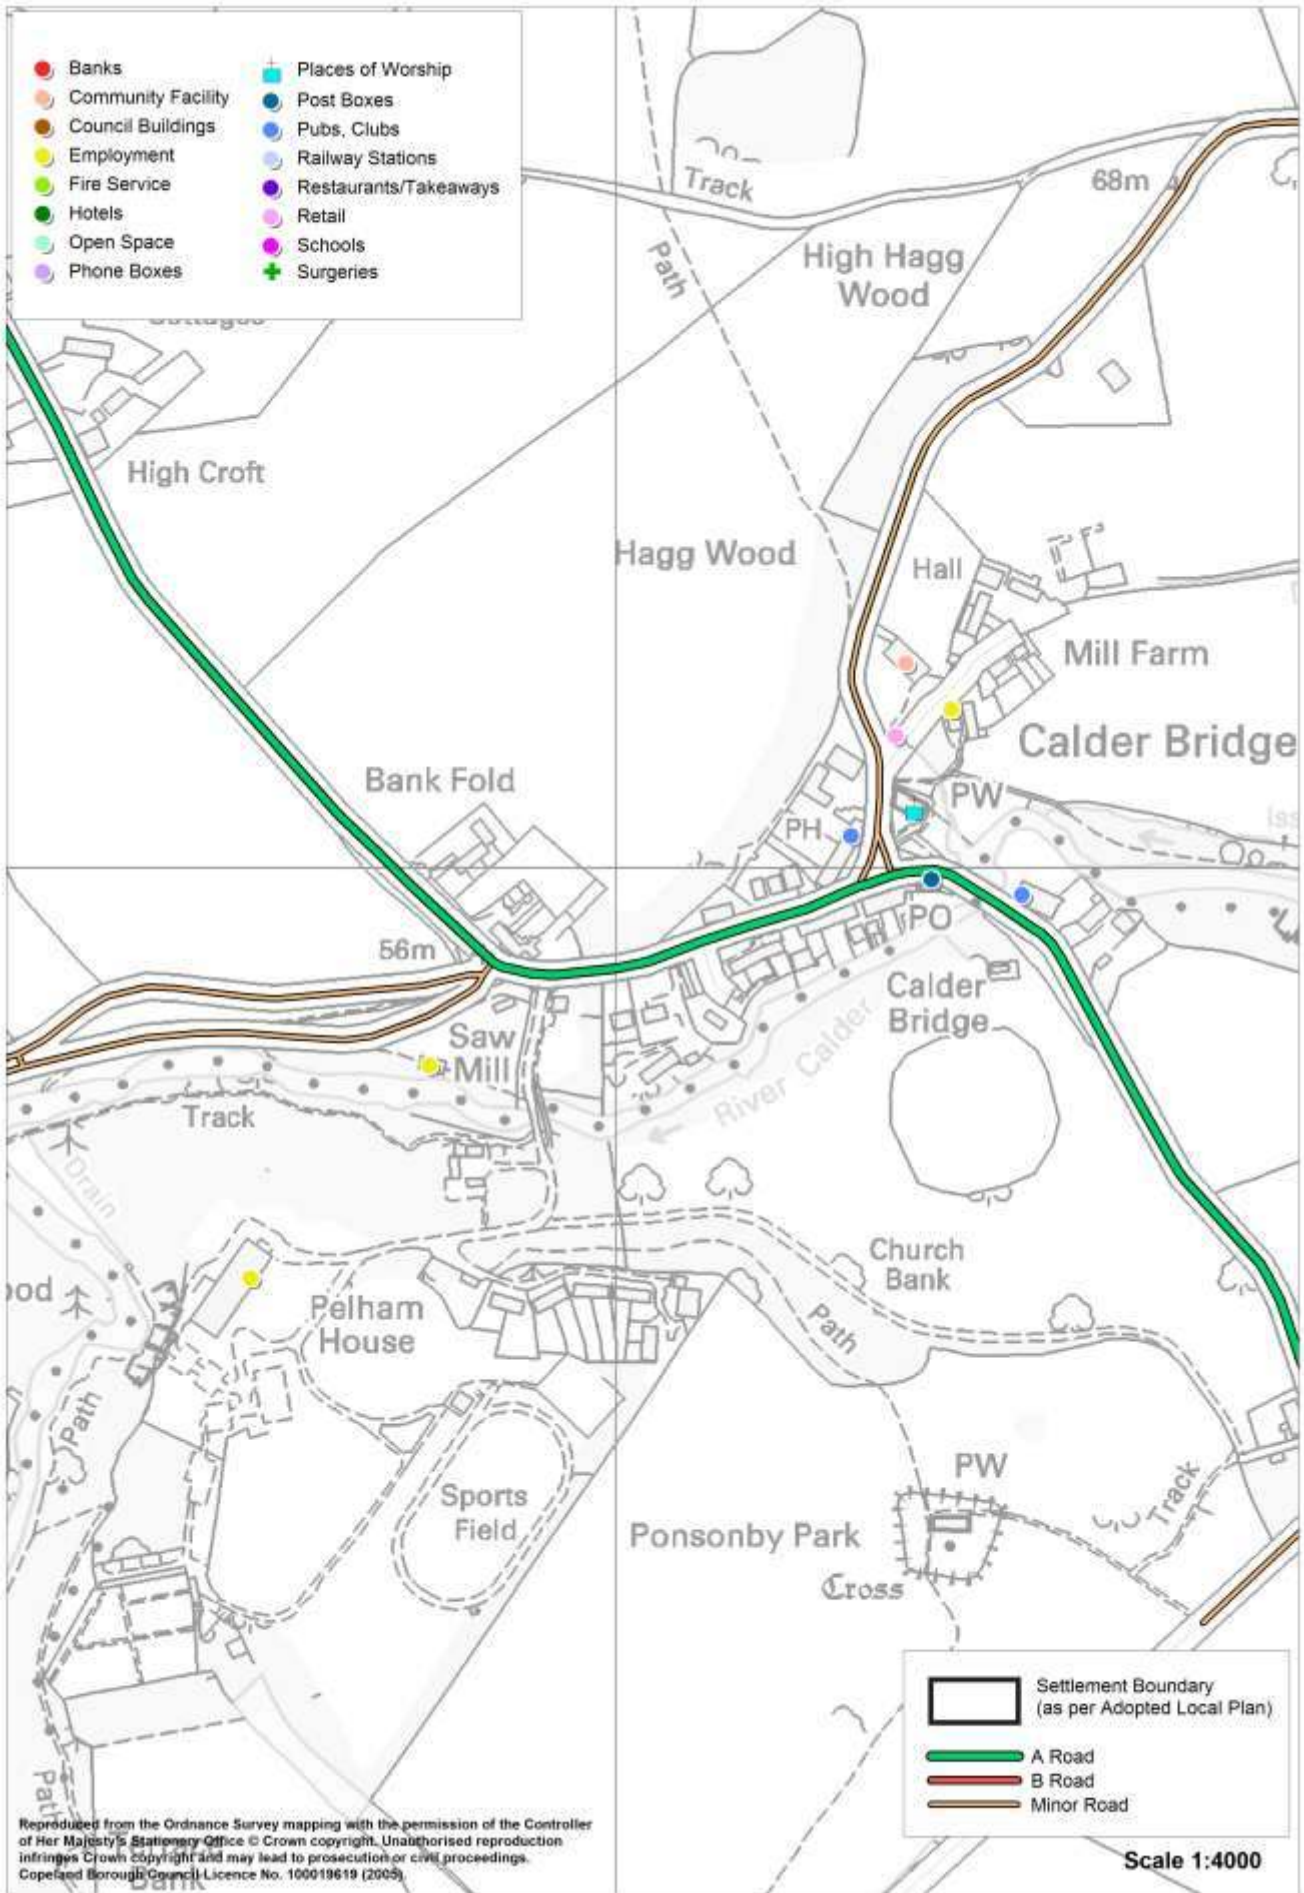 Banks
Community Facility
Council Buildings
Employment
Fire Service
Hotels
Open Space
Phone Boxes
Places of Worship
Post Boxes
Pubs, Clubs
Railway Stations
Restaurants/Takeaways
Retail
Schools
Surgeries
Track
68m
Path
High Hagg
Wood
High Croft
Hagg Wood
Hall
Mill Farm
Calder Bridge
Bank Fold
PH
PW
56m
PO
Calder
Bridge
Saw
Mill
River Calder
Track
Drain
Church
Bank
Pelham
House
Path
Path
PW
Track
Sports
Field
Ponsonby Park
Cross
Path
Bank
Settlement Boundary
(as per Adopted Local Plan)
A Road
B Road
Minor Road
Reproduced from the Ordnance Survey mapping with the permission of the Controller
of Her Majesty's Stationery Office © Crown copyright. Unauthorised reproduction
infringes Crown copyright and may lead to prosecution or civil proceedings.
Copeland Borough Council Licence No. 100019619 (2005)
Scale 1:4000